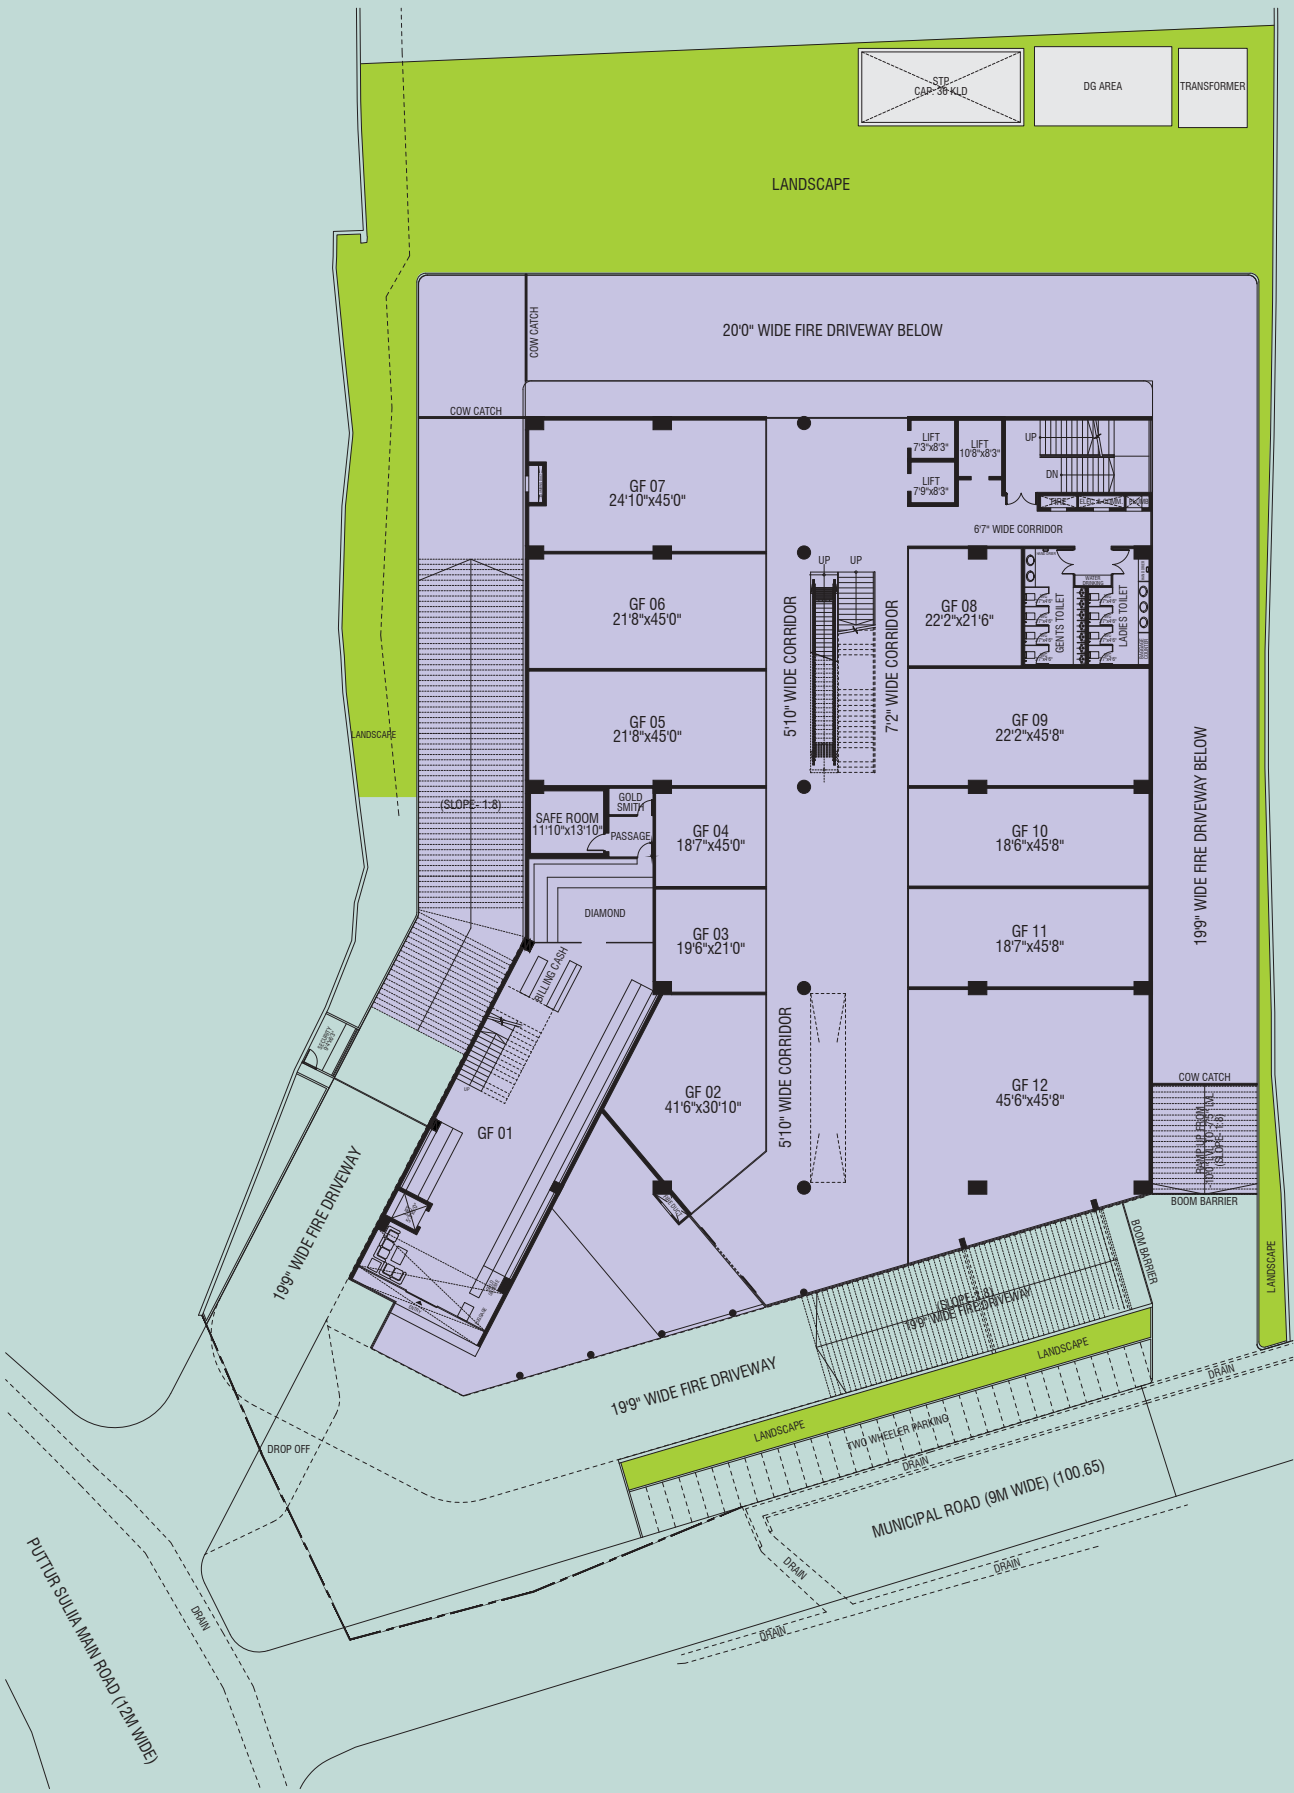 STP
CAP. 36 KLD
DG AREA
TRANSFORMER
LANDSCAPE
20'0" WIDE FIRE DRIVEWAY BELOW
COW CATCH
COW CATCH
GF 07
24'10"x45'0"
LIFT
7'3"x8'3"
LIFT
10'8"x8'3"
LIFT
7'9"x8'3"
UP
DN
FIRE
6'7" WIDE CORRIDOR
GF 06
21'8"x45'0"
UP
UP
GF 08
22'2"x21'6"
WATER
DRINKING
GENTS TOILET
LADIES TOILET
5'10" WIDE CORRIDOR
7'2" WIDE CORRIDOR
GF 05
21'8"x45'0"
GF 09
22'2"x45'8"
LANDSCAPE
(SLOPE- 1:8)
SAFE ROOM
11'10"x13'10"
GOLD
SMITH
PASSAGE
GF 04
18'7"x45'0"
GF 10
18'6"x45'8"
19'9" WIDE FIRE DRIVEWAY BELOW
DIAMOND
GF 03
19'6"x21'0"
GF 11
18'7"x45'8"
BILLING CASH
SECURITY
UP
GF 02
41'6"x30'10"
5'10" WIDE CORRIDOR
GF 12
45'6"x45'8"
COW CATCH
RAMP UP FROM
(SLOPE- 1:8)
BOOM BARRIER
GF 01
19'9" WIDE FIRE DRIVEWAY
BOOM BARRIER
LANDSCAPE
19'9" WIDE FIRE DRIVEWAY
19'9" WIDE FIRE DRIVEWAY
LANDSCAPE
LANDSCAPE
TWO WHEELER PARKING
DRAIN
DRAIN
DROP OFF
MUNICIPAL ROAD (9M WIDE) (100.65)
DRAIN
DRAIN
DRAIN
DRAIN
PUTTUR SULIIA MAIN ROAD (12M WIDE)